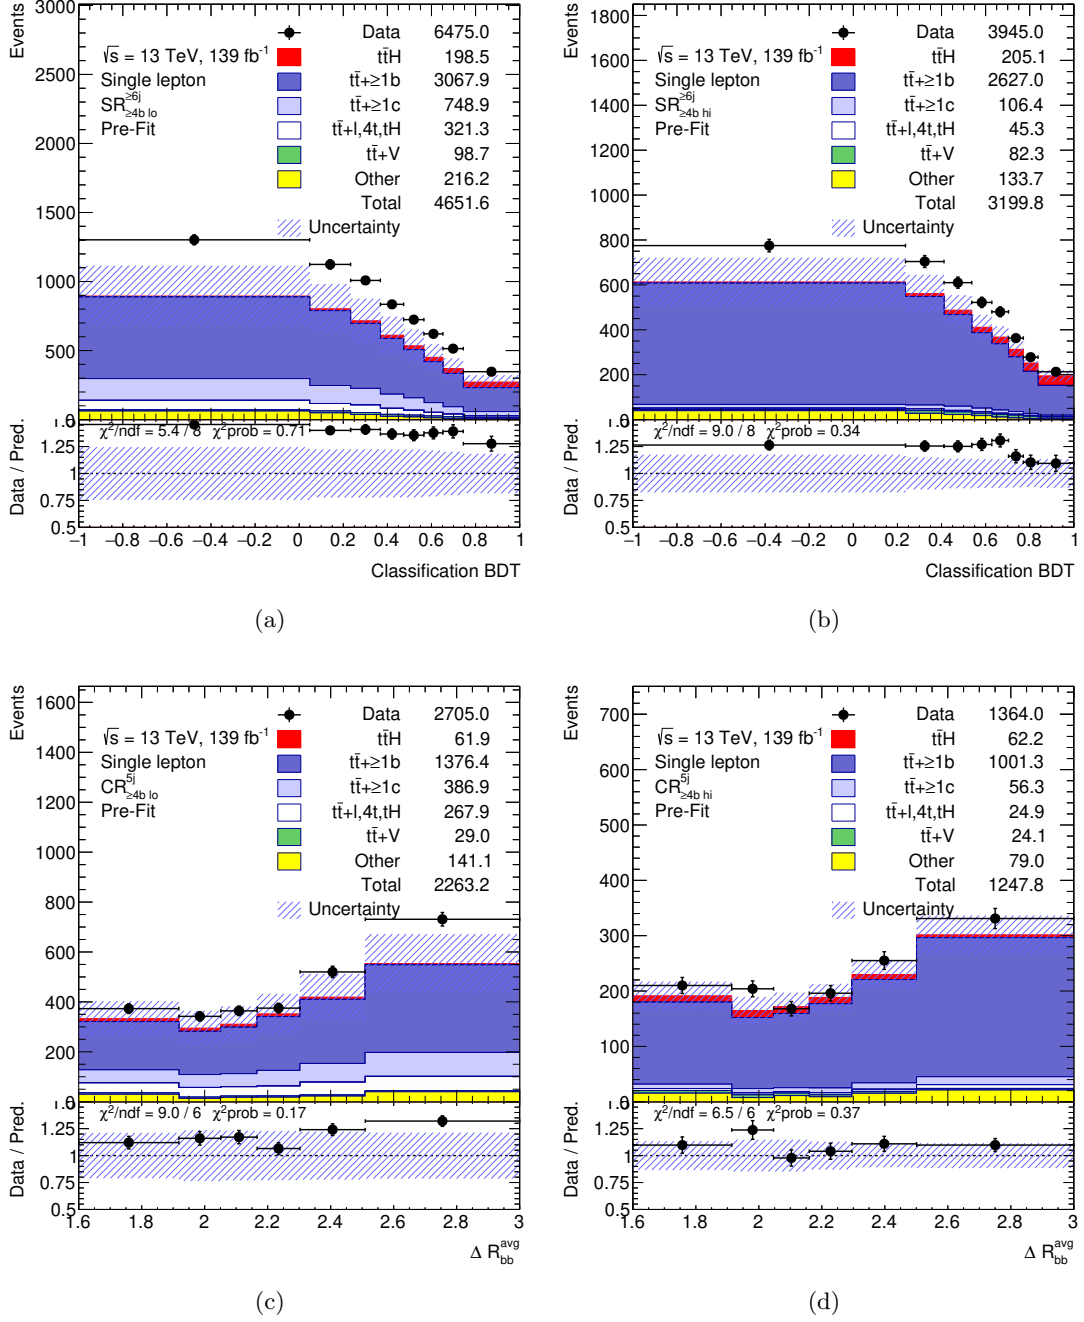 Events
3000
2500
2000
1500
1000
500
0
√s = 13 TeV, 139 fb⁻¹
Single lepton
SR ≥6j ≥4b lo
Pre-Fit
Data 6475.0
tt̄H 198.5
tt̄+≥1b 3067.9
tt̄+≥1c 748.9
tt̄+l,4t,tH 321.3
tt̄+V 98.7
Other 216.2
Total 4651.6
Uncertainty
χ²/ndf = 5.4 / 8 χ²prob = 0.71
Data / Pred.
1.25
1
0.75
0.5
−1 −0.8 −0.6 −0.4 −0.2 0 0.2 0.4 0.6 0.8 1
Classification BDT
(a)
Events
1800
1600
1400
1200
1000
800
600
400
200
0
√s = 13 TeV, 139 fb⁻¹
Single lepton
SR ≥6j ≥4b hi
Pre-Fit
Data 3945.0
tt̄H 205.1
tt̄+≥1b 2627.0
tt̄+≥1c 106.4
tt̄+l,4t,tH 45.3
tt̄+V 82.3
Other 133.7
Total 3199.8
Uncertainty
χ²/ndf = 9.0 / 8 χ²prob = 0.34
Data / Pred.
1.25
1
0.75
0.5
−1 −0.8 −0.6 −0.4 −0.2 0 0.2 0.4 0.6 0.8 1
Classification BDT
(b)
Events
1600
1400
1200
1000
800
600
400
200
√s = 13 TeV, 139 fb⁻¹
Single lepton
CR 5j ≥4b lo
Pre-Fit
Data 2705.0
tt̄H 61.9
tt̄+≥1b 1376.4
tt̄+≥1c 386.9
tt̄+l,4t,tH 267.9
tt̄+V 29.0
Other 141.1
Total 2263.2
Uncertainty
χ²/ndf = 9.0 / 6 χ²prob = 0.17
Data / Pred.
1.25
1
0.75
0.5
1.6 1.8 2 2.2 2.4 2.6 2.8 3
Δ R avg bb
(c)
Events
700
600
500
400
300
200
100
√s = 13 TeV, 139 fb⁻¹
Single lepton
CR 5j ≥4b hi
Pre-Fit
Data 1364.0
tt̄H 62.2
tt̄+≥1b 1001.3
tt̄+≥1c 56.3
tt̄+l,4t,tH 24.9
tt̄+V 24.1
Other 79.0
Total 1247.8
Uncertainty
χ²/ndf = 6.5 / 6 χ²prob = 0.37
Data / Pred.
1.25
1
0.75
0.5
1.6 1.8 2 2.2 2.4 2.6 2.8 3
Δ R avg bb
(d)